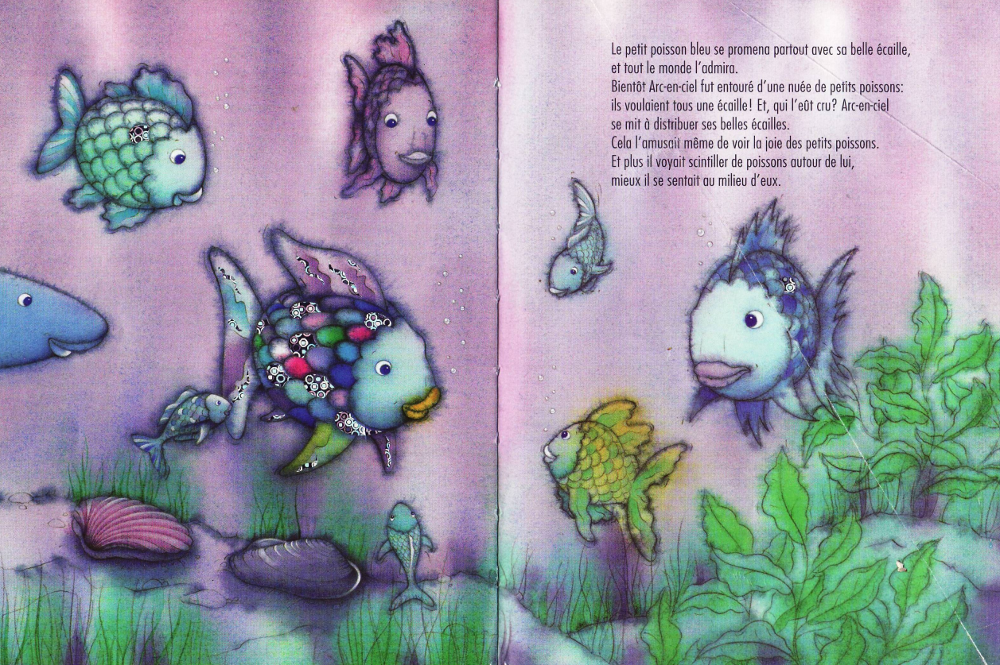 Le petit poisson bleu se promena partout avec sa belle écaille,
et tout le monde l'admira.
Bientôt Arc-en-ciel fut entouré d'une nuée de petits poissons:
ils voulaient tous une écaille! Et, qui l'eût cru? Arc-en-ciel
se mit à distribuer ses belles écailles.
Cela l'amusait même de voir la joie des petits poissons.
Et plus il voyait scintiller de poissons autour de lui,
mieux il se sentait au milieu d'eux.